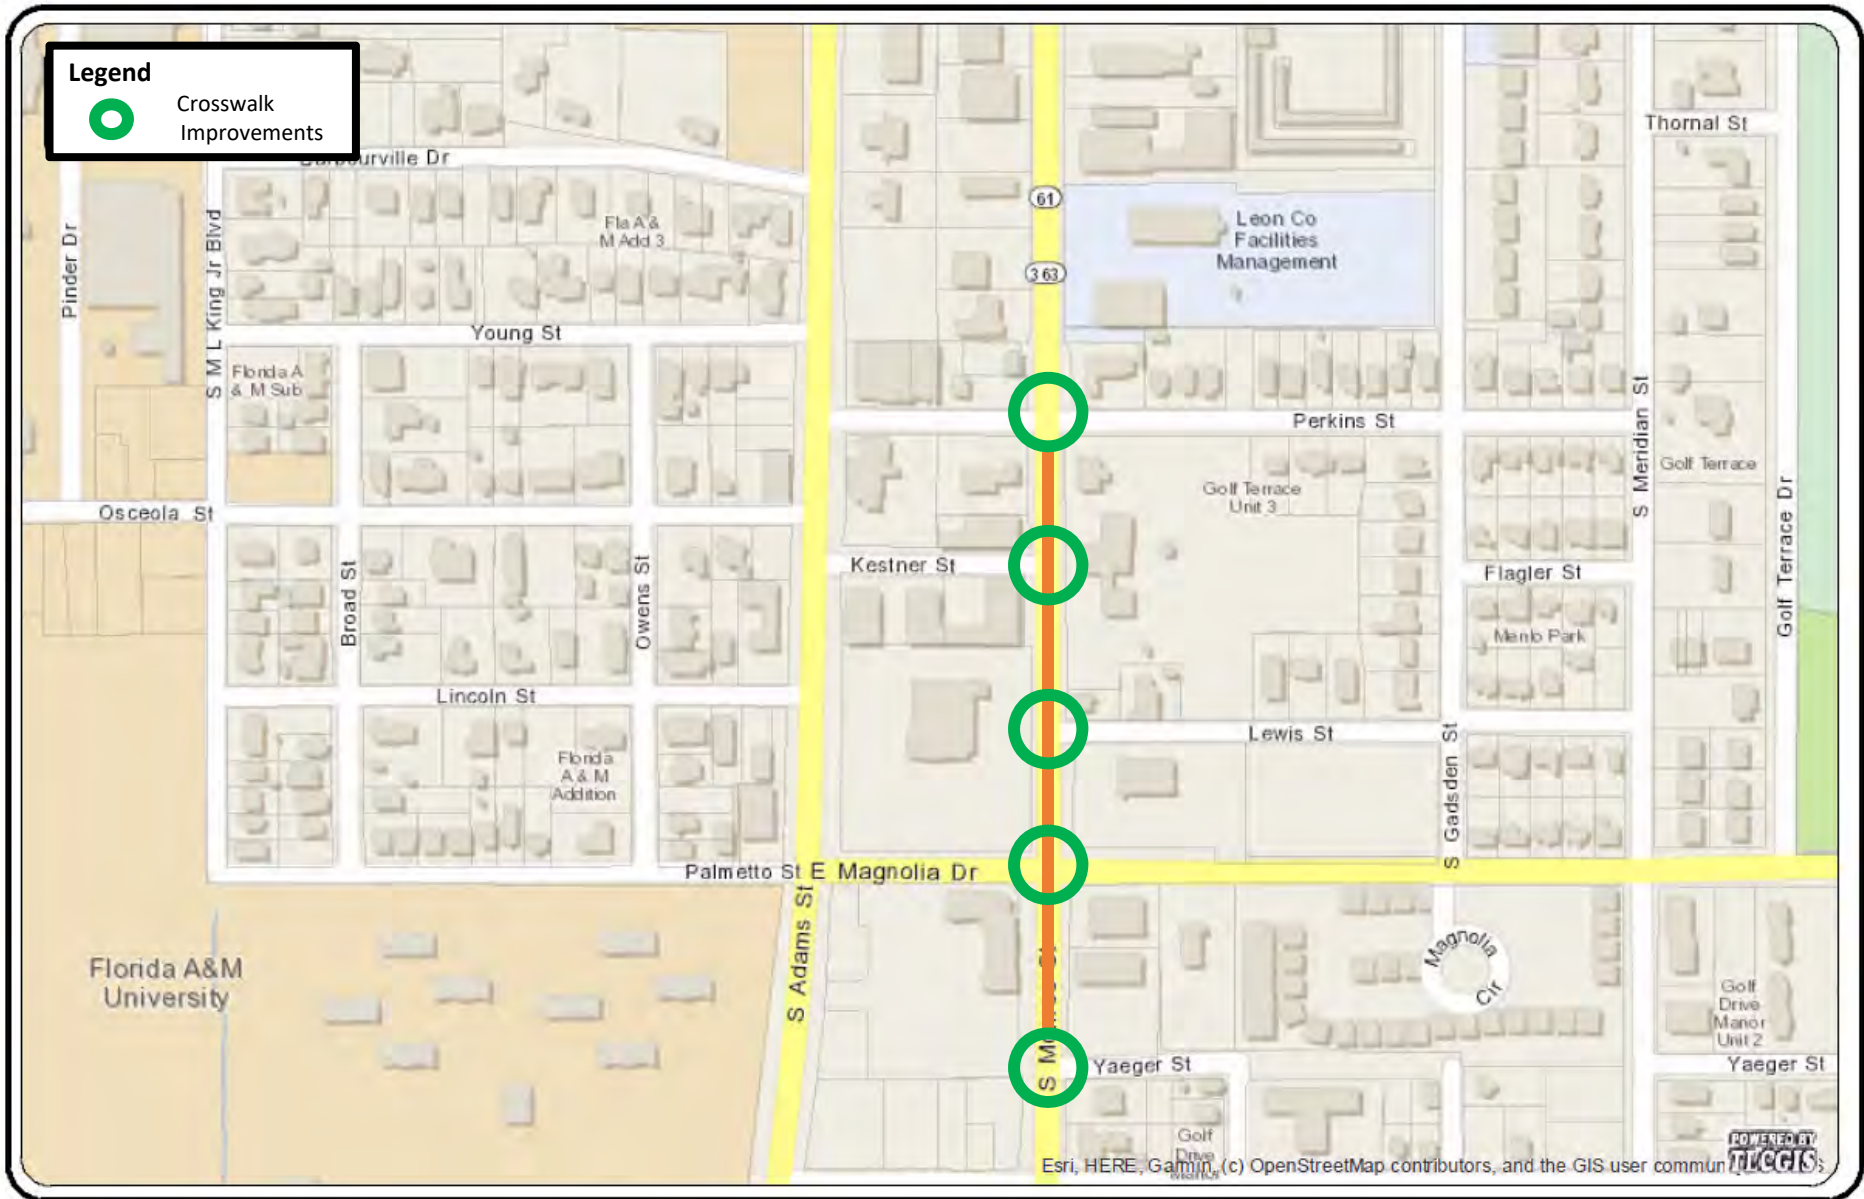 Legend
Crosswalk
Improvements
Thornal St
61
Leon Co
Facilities
Management
363
Fla A &
M Add 3
Pinder Dr
S M L King Jr Blvd
Young St
Florida A
& M Sub
Perkins St
S Meridian St
Golf Terrace
Golf Terrace
Unit 3
Golf Terrace Dr
Osceola St
Broad St
Owens St
Kestner St
Flagler St
Menlo Park
Lincoln St
Lewis St
S Gadsden St
Florida
A & M
Addition
Palmetto St
E Magnolia Dr
S Adams St
Florida A&M
University
Magnolia
Cir
Golf
Drive
Manor
Unit 2
Yaeger St
Yaeger St
Golf
Drive
POWERED BY
TLCGIS
Esri, HERE, Garmin, (c) OpenStreetMap contributors, and the GIS user